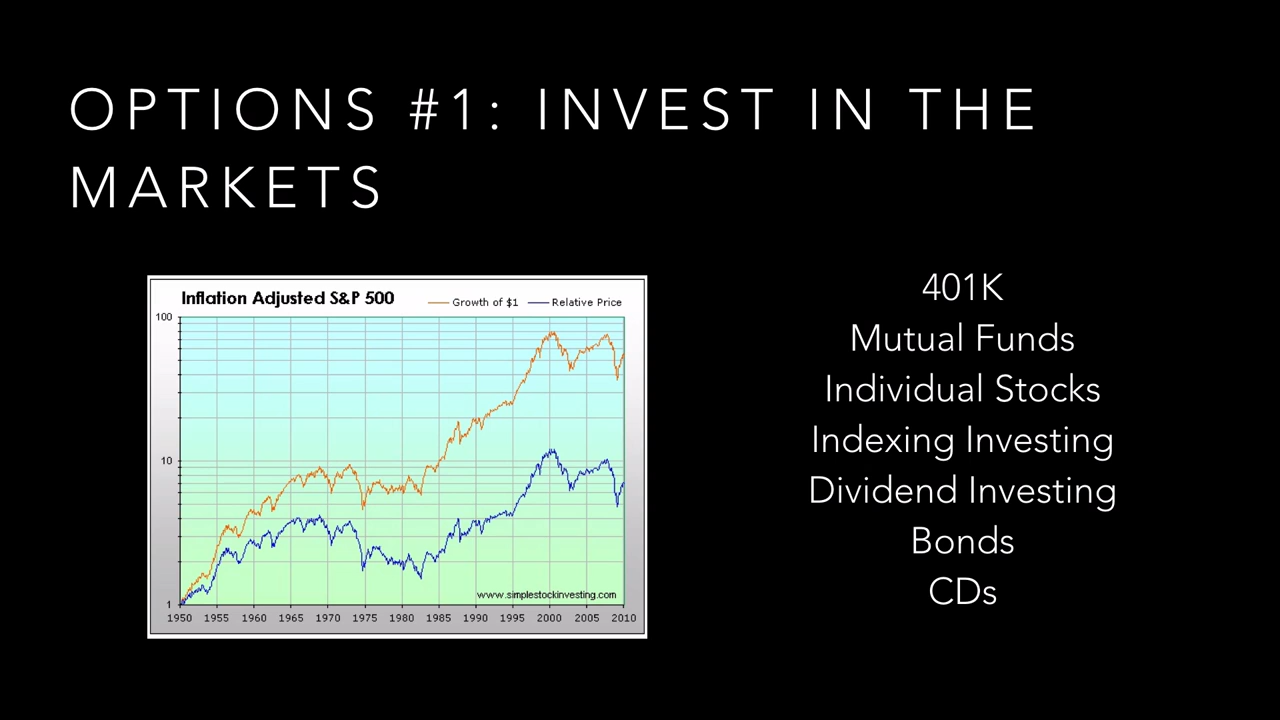 OPTIONS #1: INVEST IN THE
MARKETS
Inflation Adjusted S&P 500
Growth of $1
Relative Price
100
10
1
1950 1955 1960 1965 1970 1975 1980 1985 1990 1995 2000 2005 2010
www.simplestockinvesting.com
401K
Mutual Funds
Individual Stocks
Indexing Investing
Dividend Investing
Bonds
CDs